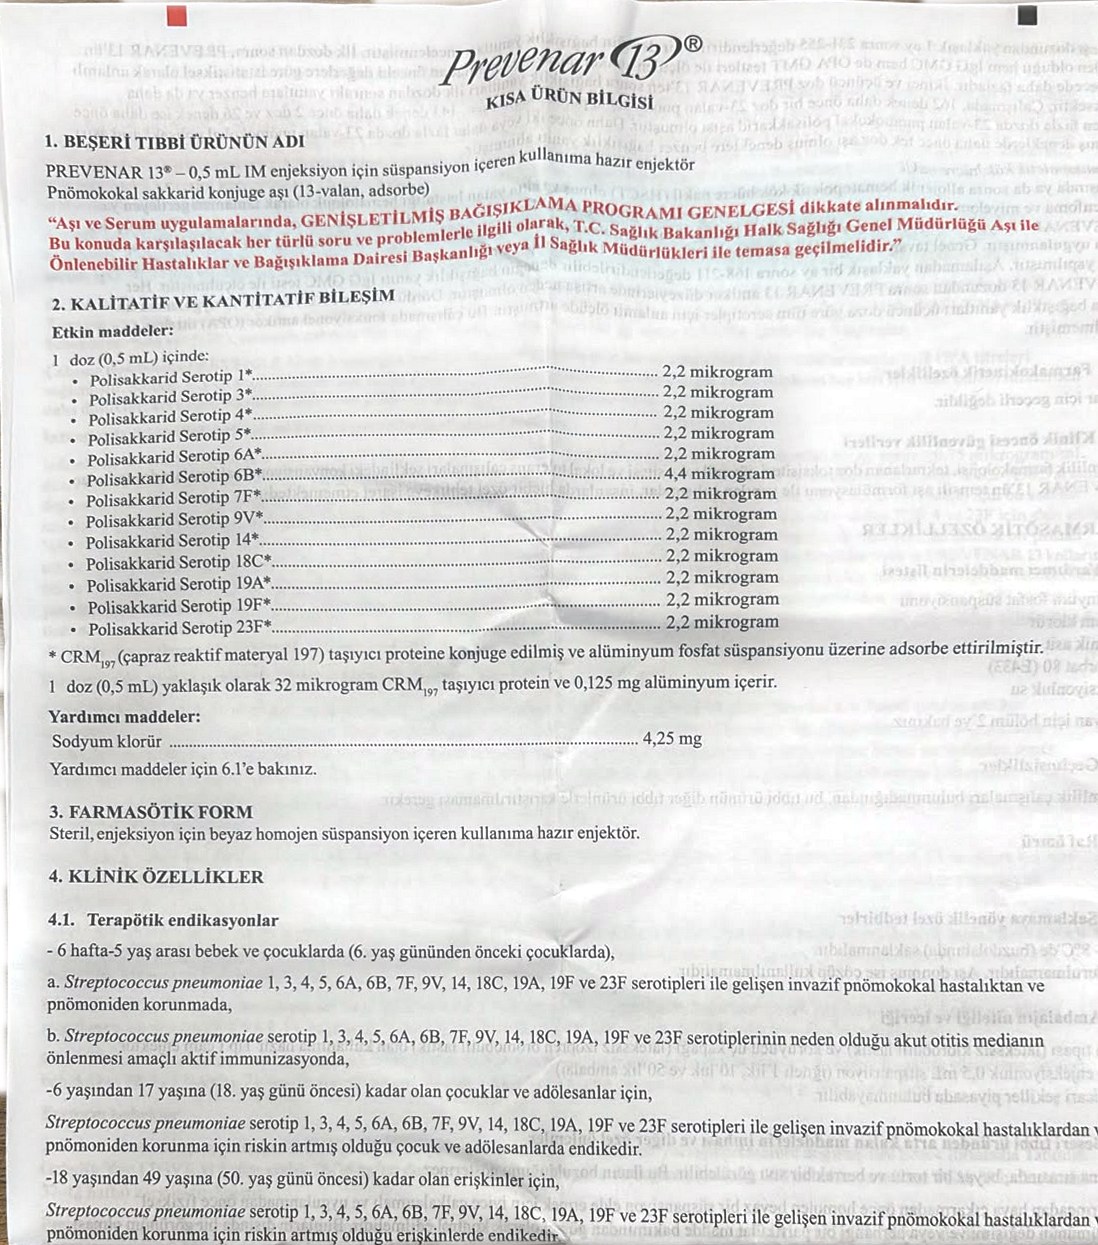 Prevenar 13®
KISA ÜRÜN BİLGİSİ
1. BEŞERİ TIBBİ ÜRÜNÜN ADI
PREVENAR 13® – 0,5 mL IM enjeksiyon için süspansiyon içeren kullanıma hazır enjektör
Pnömokokal sakkarid konjuge aşı (13-valan, adsorbe)
“Aşı ve Serum uygulamalarında, GENİŞLETİLMİŞ BAĞIŞIKLAMA PROGRAMI GENELGESİ dikkate alınmalıdır.
Bu konuda karşılaşılacak her türlü soru ve problemlerle ilgili olarak, T.C. Sağlık Bakanlığı Halk Sağlığı Genel Müdürlüğü Aşı ile
Önlenebilir Hastalıklar ve Bağışıklama Dairesi Başkanlığı veya İl Sağlık Müdürlükleri ile temasa geçilmelidir.”
2. KALİTATİF VE KANTİTATİF BİLEŞİM
Etkin maddeler:
1 doz (0,5 mL) içinde:
• Polisakkarid Serotip 1*........ 2,2 mikrogram
• Polisakkarid Serotip 3*........ 2,2 mikrogram
• Polisakkarid Serotip 4*........ 2,2 mikrogram
• Polisakkarid Serotip 5*........ 2,2 mikrogram
• Polisakkarid Serotip 6A*........ 2,2 mikrogram
• Polisakkarid Serotip 6B*........ 4,4 mikrogram
• Polisakkarid Serotip 7F*........ 2,2 mikrogram
• Polisakkarid Serotip 9V*........ 2,2 mikrogram
• Polisakkarid Serotip 14*........ 2,2 mikrogram
• Polisakkarid Serotip 18C*........ 2,2 mikrogram
• Polisakkarid Serotip 19A*........ 2,2 mikrogram
• Polisakkarid Serotip 19F*........ 2,2 mikrogram
• Polisakkarid Serotip 23F*........ 2,2 mikrogram
* CRM197 (çapraz reaktif materyal 197) taşıyıcı proteine konjuge edilmiş ve alüminyum fosfat süspansiyonu üzerine adsorbe ettirilmiştir.
1 doz (0,5 mL) yaklaşık olarak 32 mikrogram CRM197 taşıyıcı protein ve 0,125 mg alüminyum içerir.
Yardımcı maddeler:
Sodyum klorür ........ 4,25 mg
Yardımcı maddeler için 6.1’e bakınız.
3. FARMASÖTİK FORM
Steril, enjeksiyon için beyaz homojen süspansiyon içeren kullanıma hazır enjektör.
4. KLİNİK ÖZELLİKLER
4.1. Terapötik endikasyonlar
- 6 hafta-5 yaş arası bebek ve çocuklarda (6. yaş gününden önceki çocuklarda),
a. Streptococcus pneumoniae 1, 3, 4, 5, 6A, 6B, 7F, 9V, 14, 18C, 19A, 19F ve 23F serotipleri ile gelişen invazif pnömokokal hastalıktan ve
pnömoniden korunmada,
b. Streptococcus pneumoniae serotip 1, 3, 4, 5, 6A, 6B, 7F, 9V, 14, 18C, 19A, 19F ve 23F serotiplerinin neden olduğu akut otitis medianın
önlenmesi amaçlı aktif immunizasyonda,
-6 yaşından 17 yaşına (18. yaş günü öncesi) kadar olan çocuklar ve adölesanlar için,
Streptococcus pneumoniae serotip 1, 3, 4, 5, 6A, 6B, 7F, 9V, 14, 18C, 19A, 19F ve 23F serotipleri ile gelişen invazif pnömokokal hastalıklardan
pnömoniden korunma için riskin artmış olduğu çocuk ve adölesanlarda endikedir.
-18 yaşından 49 yaşına (50. yaş günü öncesi) kadar olan erişkinler için,
Streptococcus pneumoniae serotip 1, 3, 4, 5, 6A, 6B, 7F, 9V, 14, 18C, 19A, 19F ve 23F serotipleri ile gelişen invazif pnömokokal hastalıklardan
pnömoniden korunma için riskin artmış olduğu erişkinlerde endikedir.